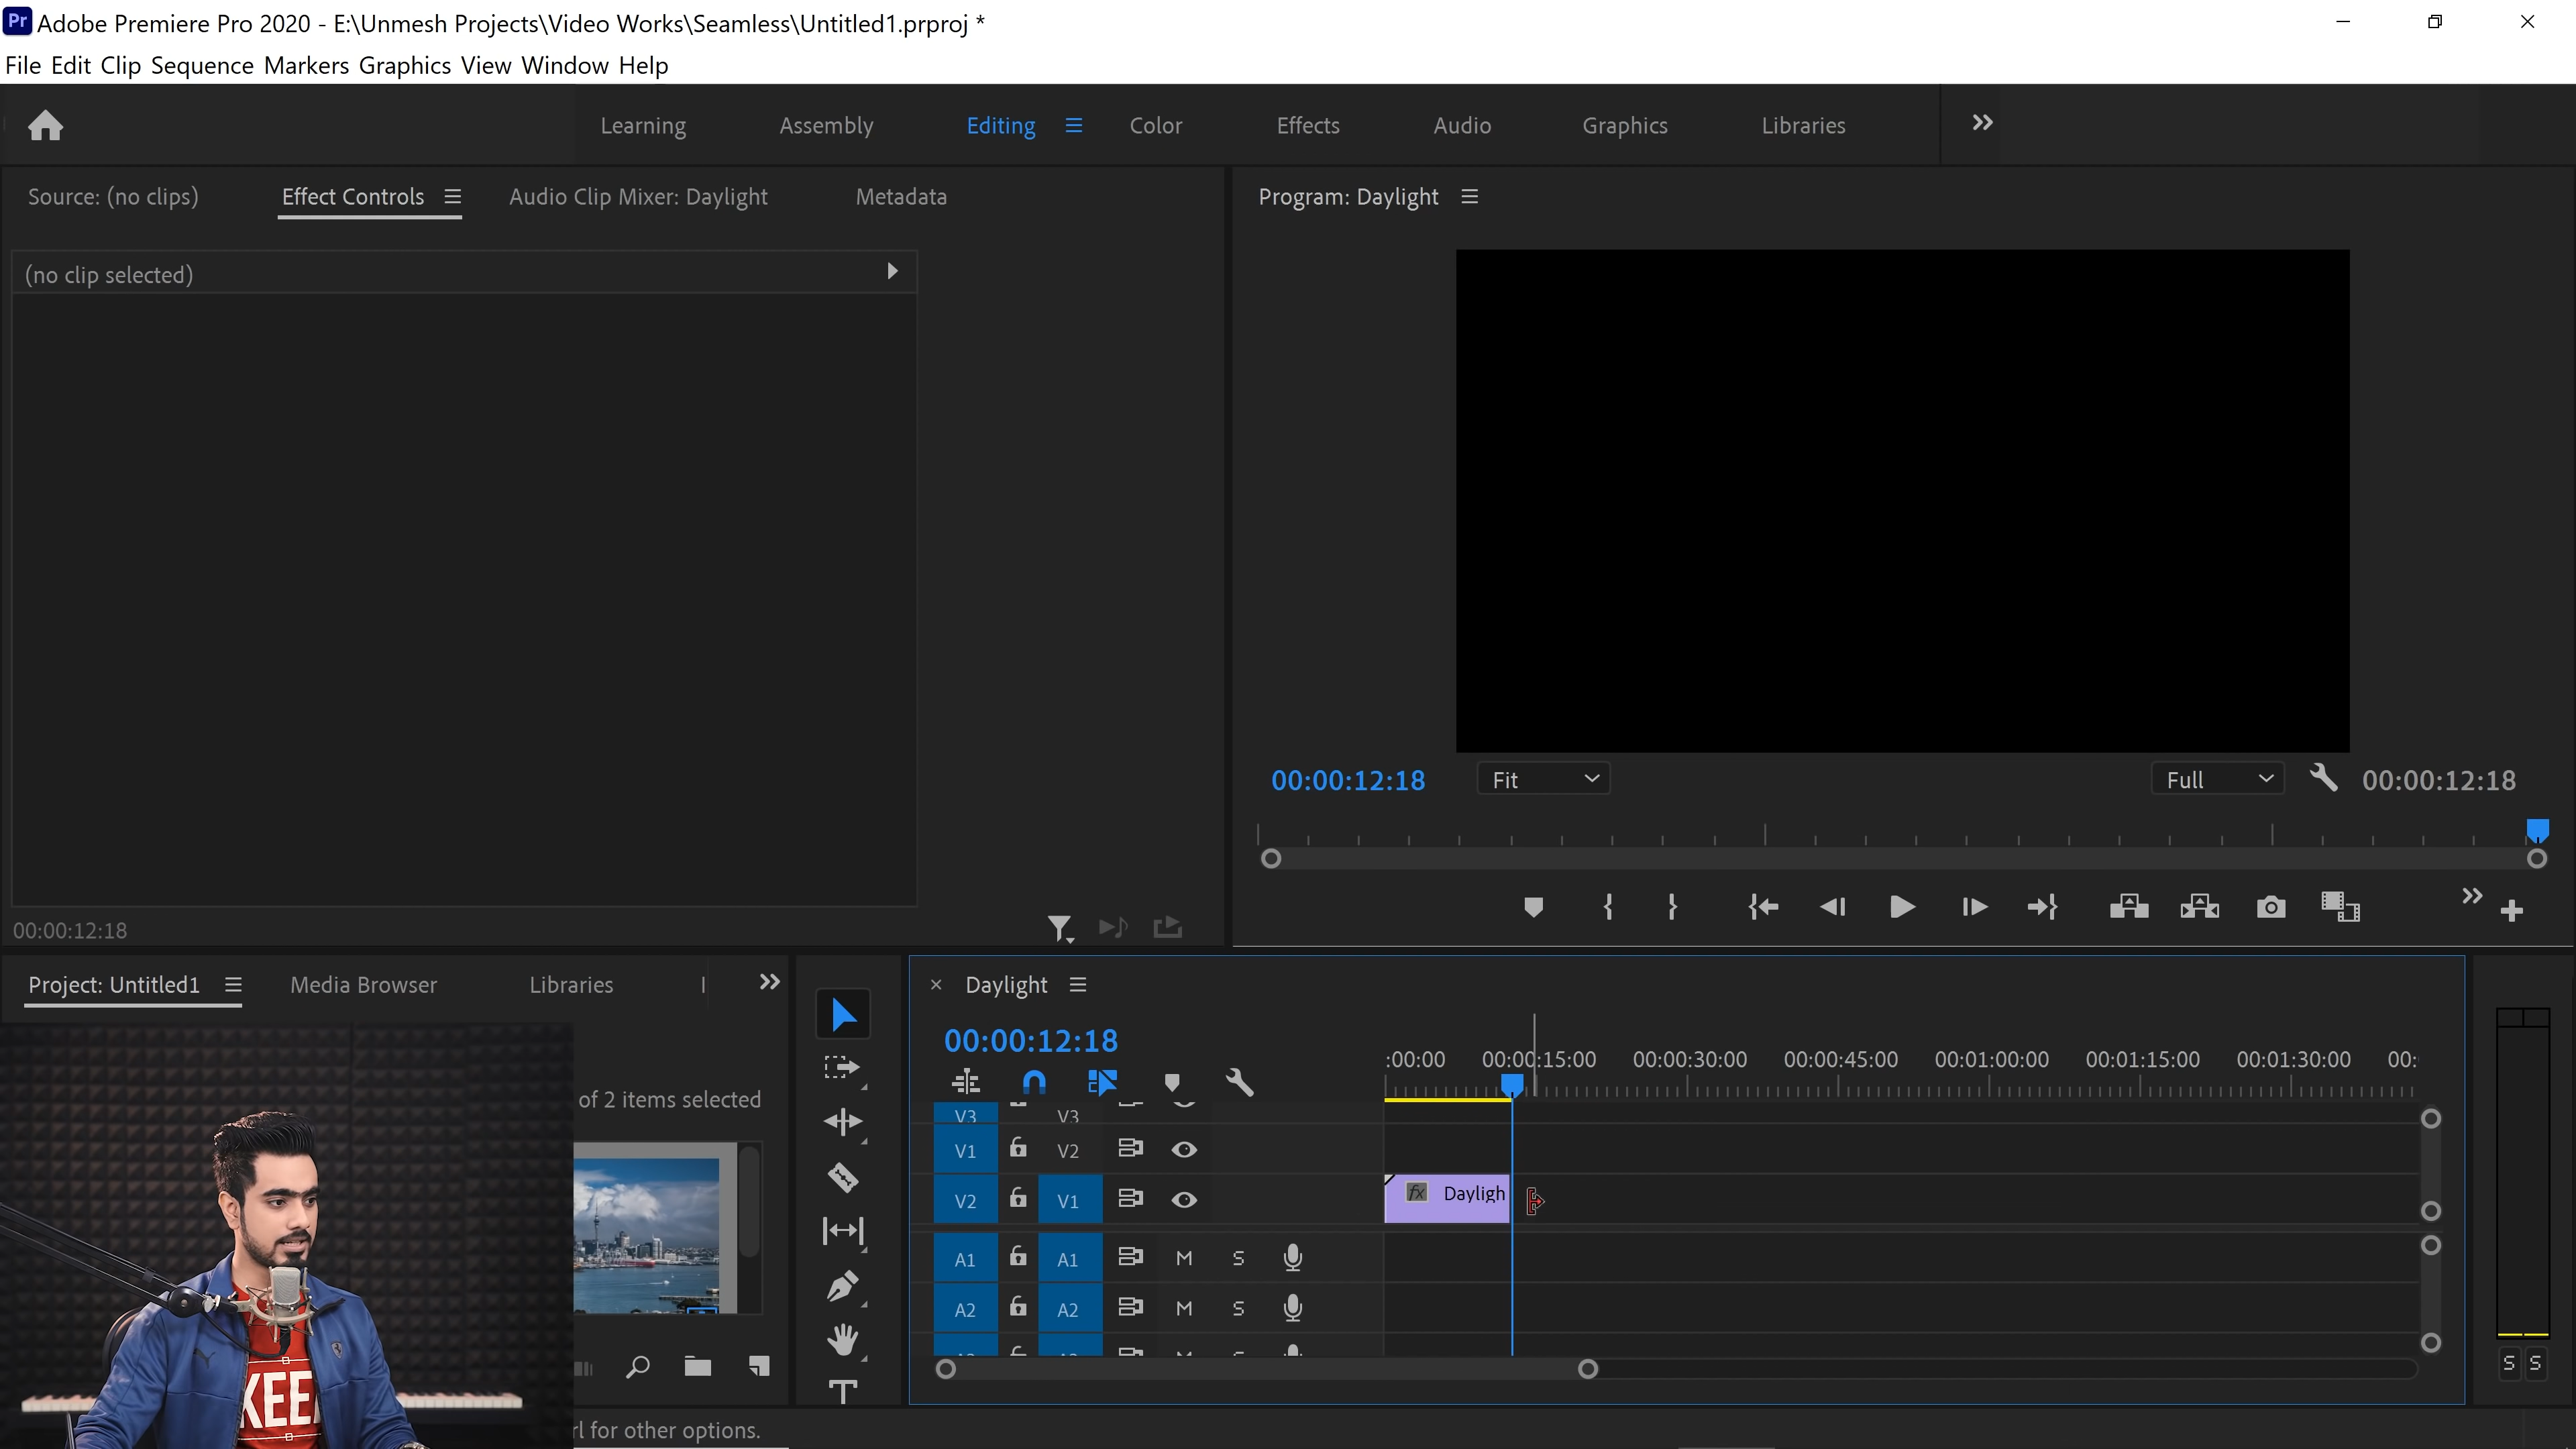 Pr Adobe Premiere Pro 2020 - E:\Unmesh Projects\Video Works\Seamless\Untitled1.prproj *
File Edit Clip Sequence Markers Graphics View Window Help
Learning Assembly Editing Color Effects Audio Graphics Libraries
Source: (no clips) Effect Controls Audio Clip Mixer: Daylight Metadata
Program: Daylight
(no clip selected)
00:00:12:18 Fit Full 00:00:12:18
00:00:12:18
Project: Untitled1 Media Browser Libraries
Daylight
00:00:12:18
:00:00 00:00:15:00 00:00:30:00 00:00:45:00 00:01:00:00 00:01:15:00 00:01:30:00 00:
of 2 items selected
V3 V3
V1 V2
V2 V1 fx Dayligh
A1 A1 M S
A2 A2 M S
S S
KEE
rl for other options.